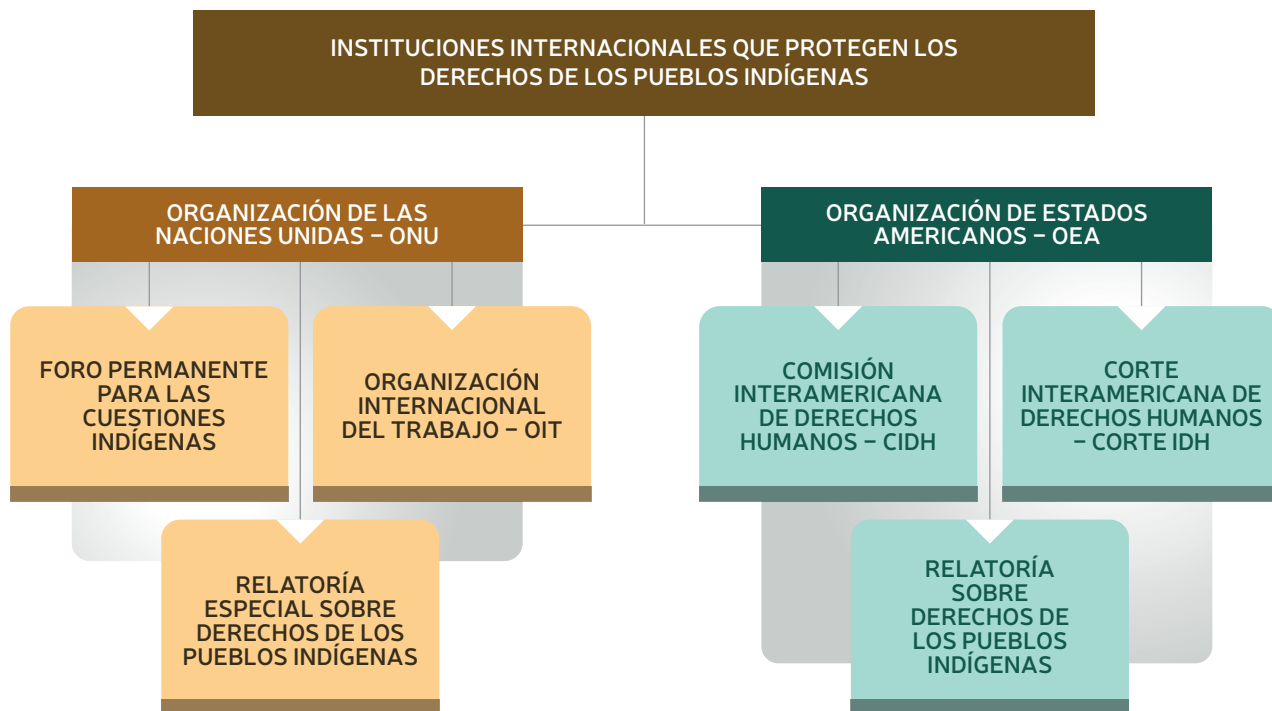 INSTITUCIONES INTERNACIONALES QUE PROTEGEN LOS
DERECHOS DE LOS PUEBLOS INDÍGENAS
ORGANIZACIÓN DE LAS
NACIONES UNIDAS – ONU
FORO PERMANENTE
PARA LAS
CUESTIONES
INDÍGENAS
ORGANIZACIÓN
INTERNACIONAL
DEL TRABAJO – OIT
RELATORÍA
ESPECIAL SOBRE
DERECHOS DE LOS
PUEBLOS INDÍGENAS
ORGANIZACIÓN DE ESTADOS
AMERICANOS – OEA
COMISIÓN
INTERAMERICANA
DE DERECHOS
HUMANOS – CIDH
CORTE
INTERAMERICANA DE
DERECHOS HUMANOS
– CORTE IDH
RELATORÍA
SOBRE
DERECHOS DE
LOS PUEBLOS
INDÍGENAS